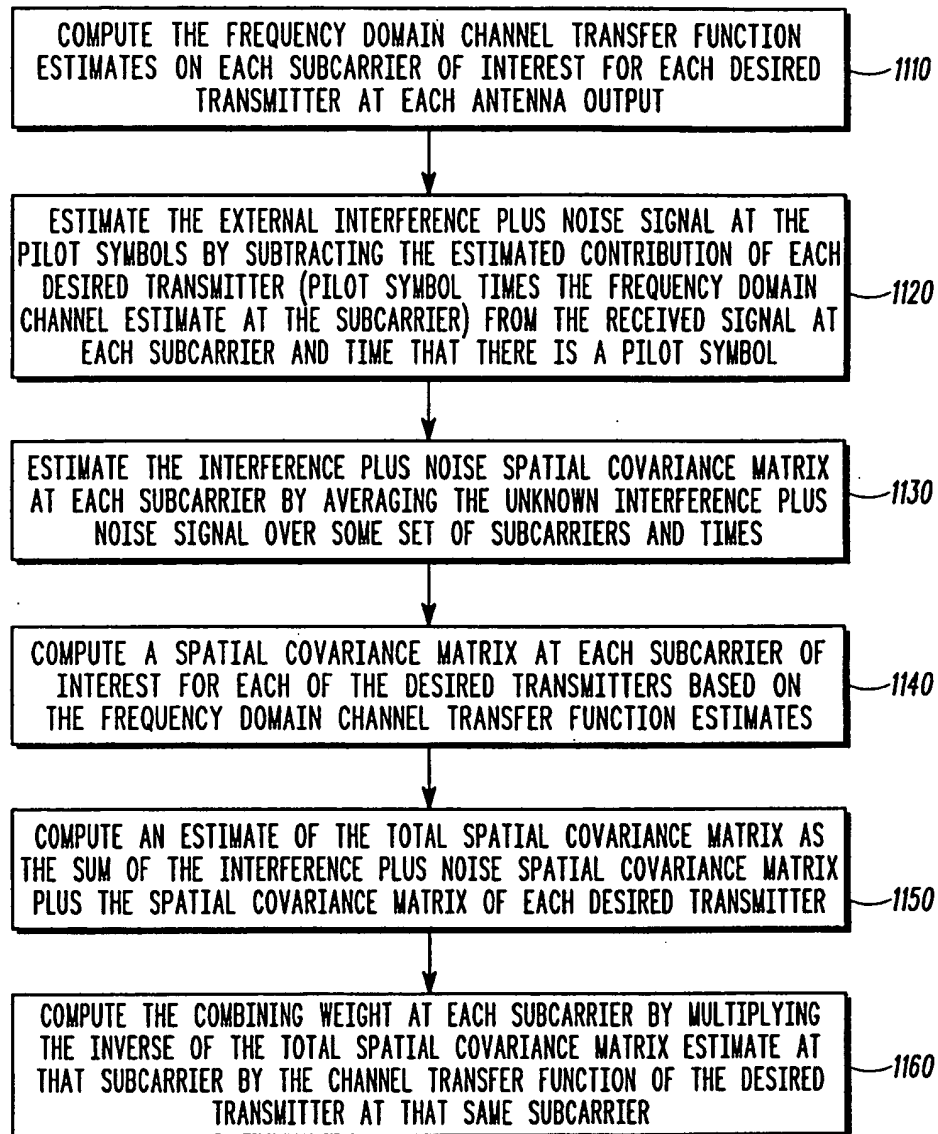 COMPUTE THE FREQUENCY DOMAIN CHANNEL TRANSFER FUNCTION
ESTIMATES ON EACH SUBCARRIER OF INTEREST FOR EACH DESIRED
TRANSMITTER AT EACH ANTENNA OUTPUT
1110
ESTIMATE THE EXTERNAL INTERFERENCE PLUS NOISE SIGNAL AT THE
PILOT SYMBOLS BY SUBTRACTING THE ESTIMATED CONTRIBUTION OF EACH
DESIRED TRANSMITTER (PILOT SYMBOL TIMES THE FREQUENCY DOMAIN
CHANNEL ESTIMATE AT THE SUBCARRIER) FROM THE RECEIVED SIGNAL AT
EACH SUBCARRIER AND TIME THAT THERE IS A PILOT SYMBOL
1120
ESTIMATE THE INTERFERENCE PLUS NOISE SPATIAL COVARIANCE MATRIX
AT EACH SUBCARRIER BY AVERAGING THE UNKNOWN INTERFERENCE PLUS
NOISE SIGNAL OVER SOME SET OF SUBCARRIERS AND TIMES
1130
COMPUTE A SPATIAL COVARIANCE MATRIX AT EACH SUBCARRIER OF
INTEREST FOR EACH OF THE DESIRED TRANSMITTERS BASED ON
THE FREQUENCY DOMAIN CHANNEL TRANSFER FUNCTION ESTIMATES
1140
COMPUTE AN ESTIMATE OF THE TOTAL SPATIAL COVARIANCE MATRIX AS
THE SUM OF THE INTERFERENCE PLUS NOISE SPATIAL COVARIANCE MATRIX
PLUS THE SPATIAL COVARIANCE MATRIX OF EACH DESIRED TRANSMITTER
1150
COMPUTE THE COMBINING WEIGHT AT EACH SUBCARRIER BY MULTIPLYING
THE INVERSE OF THE TOTAL SPATIAL COVARIANCE MATRIX ESTIMATE AT
THAT SUBCARRIER BY THE CHANNEL TRANSFER FUNCTION OF THE DESIRED
TRANSMITTER AT THAT SAME SUBCARRIER
1160